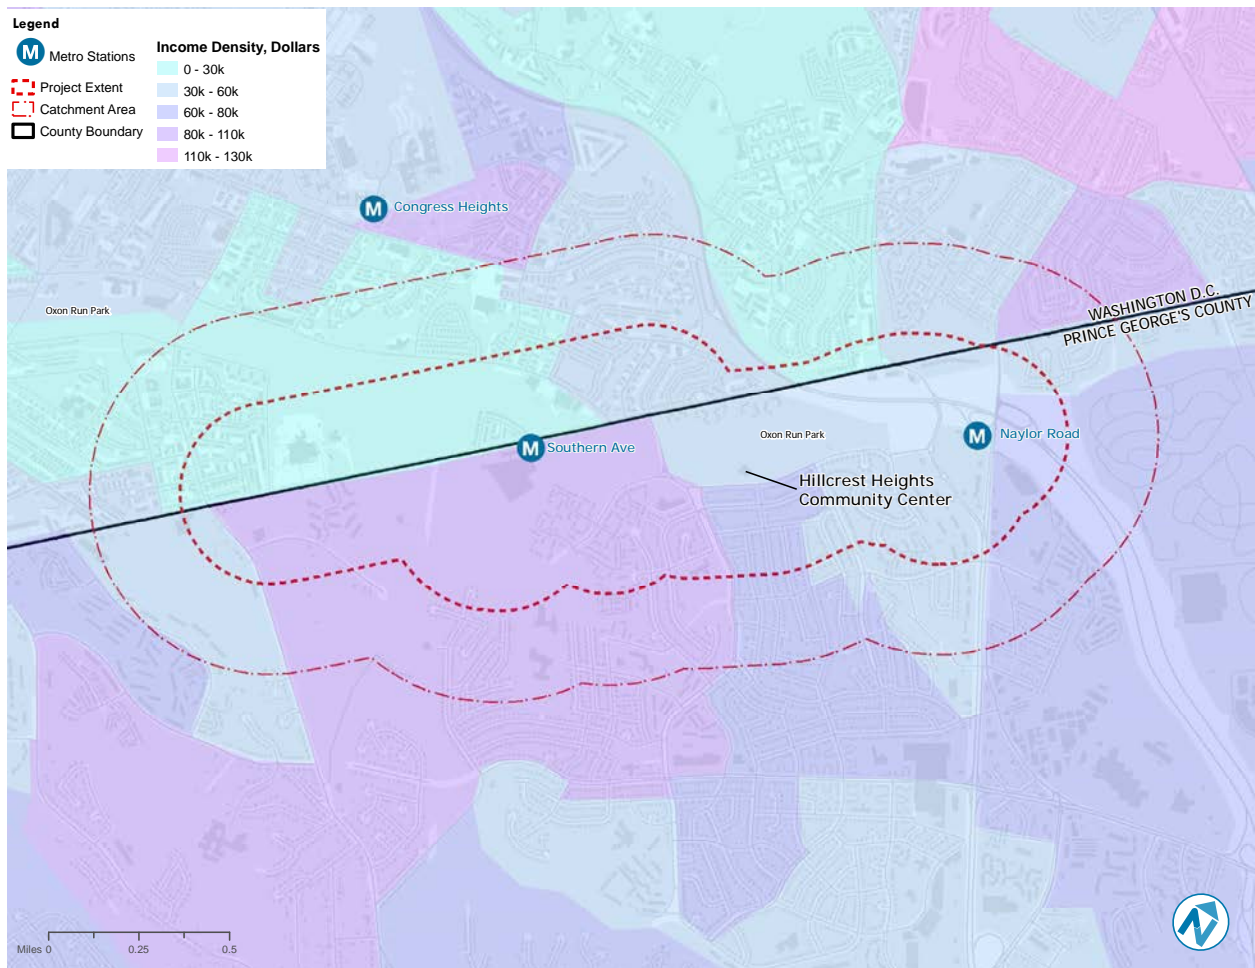 Legend
M Metro Stations
Project Extent
Catchment Area
County Boundary
Income Density, Dollars
0 - 30k
30k - 60k
60k - 80k
80k - 110k
110k - 130k
M Congress Heights
Oxon Run Park
WASHINGTON D.C.
PRINCE GEORGE'S COUNTY
M Southern Ave
Oxon Run Park
M Naylor Road
Hillcrest Heights
Community Center
Miles 0 0.25 0.5
N